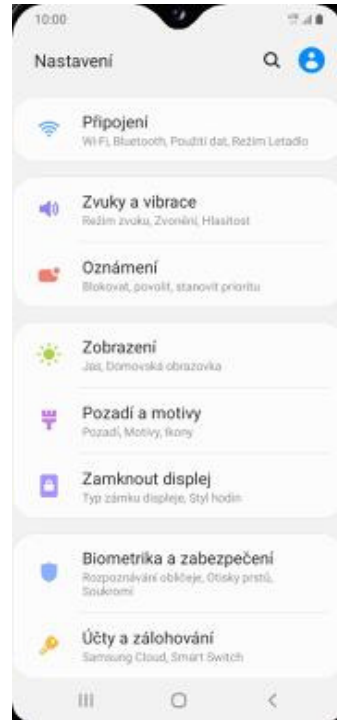 10:00
Nastavení
Připojení
Wi-Fi, Bluetooth, Použití dat, Režim Letadlo
Zvuky a vibrace
Režim zvuku, Zvonění, Hlasitost
Oznámení
Blokovat, povolit, stanovit prioritu
Zobrazení
Jas, Domovská obrazovka
Pozadí a motivy
Pozadí, Motivy, Ikony
Zamknout displej
Typ zámku displeje, Styl hodin
Biometrika a zabezpečení
Rozpoznávání obličeje, Otisky prstů,
Soukromí
Účty a zálohování
Samsung Cloud, Smart Switch